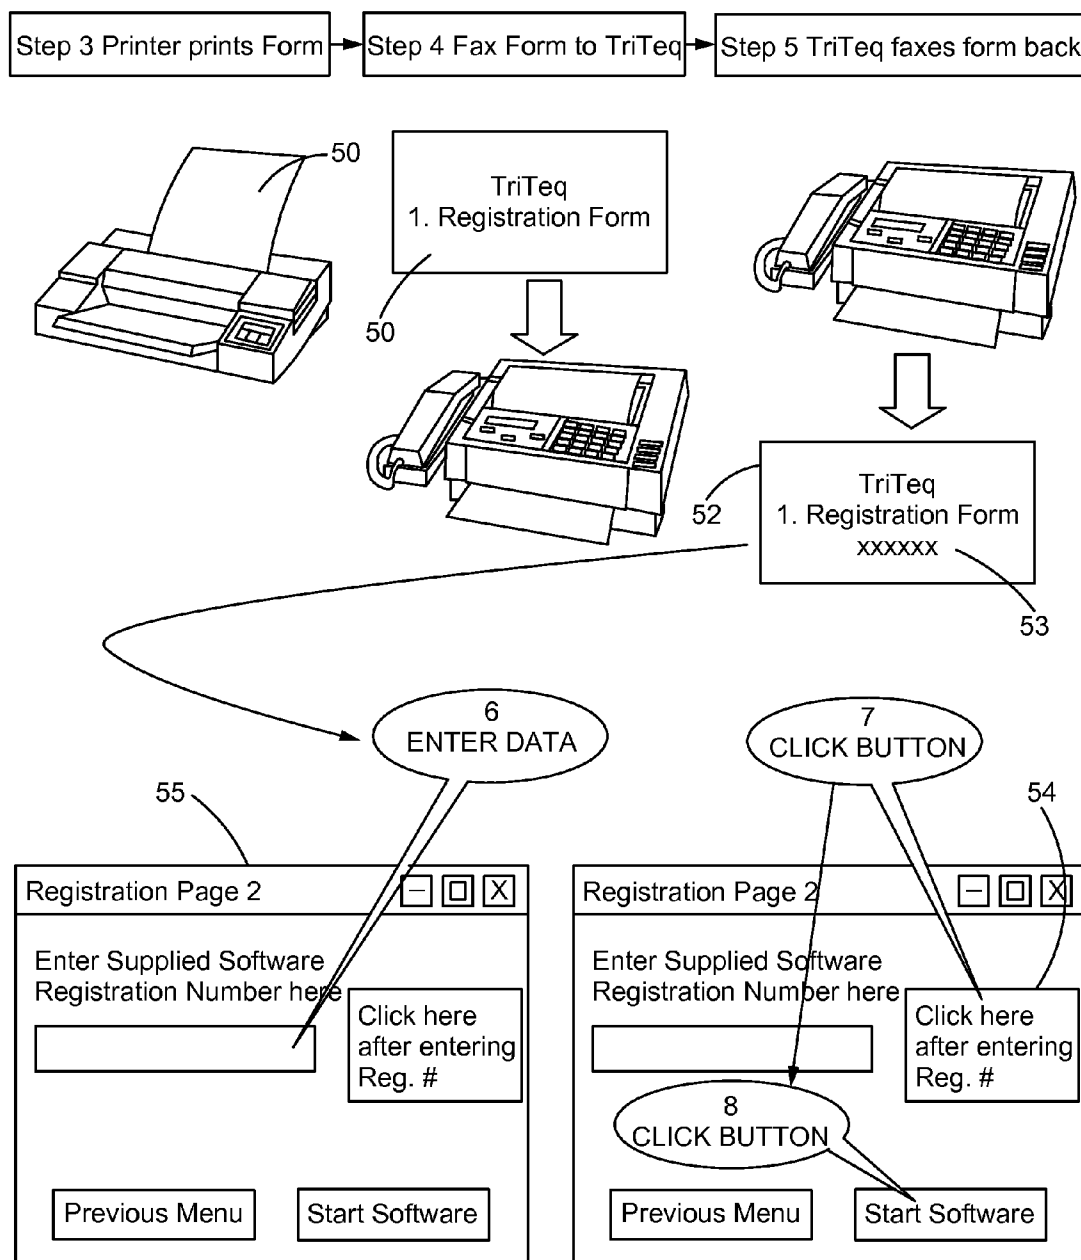 Step 3 Printer prints Form
Step 4 Fax Form to TriTeq
Step 5 TriTeq faxes form back
50
TriTeq
1. Registration Form
50
52
TriTeq
1. Registration Form
xxxxxx
53
6
ENTER DATA
7
CLICK BUTTON
55
54
Registration Page 2
X
Enter Supplied Software
Registration Number here
Click here
after entering
Reg. #
Previous Menu
Start Software
Registration Page 2
X
Enter Supplied Software
Registration Number here
Click here
after entering
Reg. #
8
CLICK BUTTON
Previous Menu
Start Software